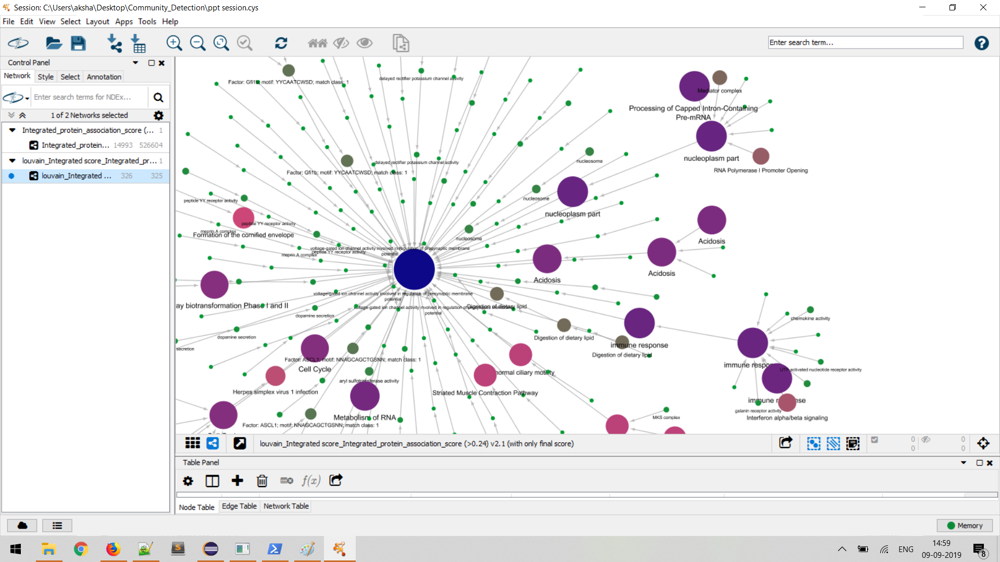 Session: C:\Users\aksha\Desktop\Community_Detection\ppt session.cys
File Edit View Select Layout Apps Tools Help
Enter search term...
Control Panel
Network Style Select Annotation
Enter search terms for NDEx...
1 of 2 Networks selected
Integrated_protein_association_score (... 1
Integrated_protein... 14993 526604
louvain_Integrated score_Integrated_pr... 1
louvain_Integrated ... 326 325
Factor: Gfi1b; motif: YYCAATCWSD; match class: 1
delayed rectifier potassium channel activity
Mediator complex
Processing of Capped Intron-Containing
Pre-mRNA
nucleoplasm part
RNA Polymerase I Promoter Opening
nucleosome
delayed rectifier potassium channel activity
Factor: Gfi1b; motif: YYCAATCWSD; match class: 1
peptide YY receptor activity
nucleosome
nucleoplasm part
peptide YY receptor activity
meprin A complex
Formation of the cornified envelope
nucleosome
Acidosis
voltage-gated ion channel activity involved in regulation of presynaptic membrane
potential
peptide YY receptor activity
meprin A complex
Acidosis
Acidosis
voltage-gated ion channel activity involved in regulation of presynaptic membrane
potential
ay biotransformation Phase I and II
voltage-gated ion channel activity involved in regulation of presynaptic membrane
potential
Digestion of dietary lipid
dopamine secretion
chemokine activity
dopamine secretion
Digestion of dietary lipid
immune response
secretion
Digestion of dietary lipid
Factor: ASCL1; motif: NNAGCAGCTGSNN; match class: 1
Cell Cycle
immune respo
UTP-activated nucleotide receptor activity
normal ciliary motility
aryl sulfotransferase activity
Herpes simplex virus 1 infection
Striated Muscle Contraction Pathway
immune response
galanin receptor activity
Interferon alpha/beta signaling
Metabolism of RNA
MKS complex
Factor: ASCL1; motif: NNAGCAGCTGSNN; match class: 1
louvain_Integrated score_Integrated_protein_association_score (>0.24) v2.1 (with only final score)
0 0
0 0
Table Panel
f(x)
Node Table Edge Table Network Table
Memory
ENG
14:59
09-09-2019
8